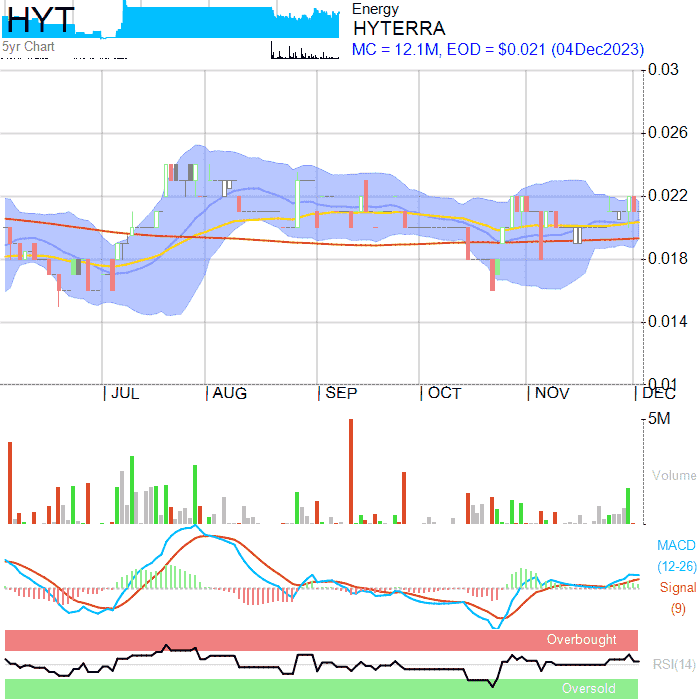 HYT
5yr Chart
Energy
HYTERRA
MC = 12.1M, EOD = $0.021 (04Dec2023)
0.03
0.026
0.022
0.018
0.014
0.01
JUL AUG SEP OCT NOV DEC
5M
Volume
MACD
(12-26)
Signal
(9)
Overbought
RSI(14)
Oversold